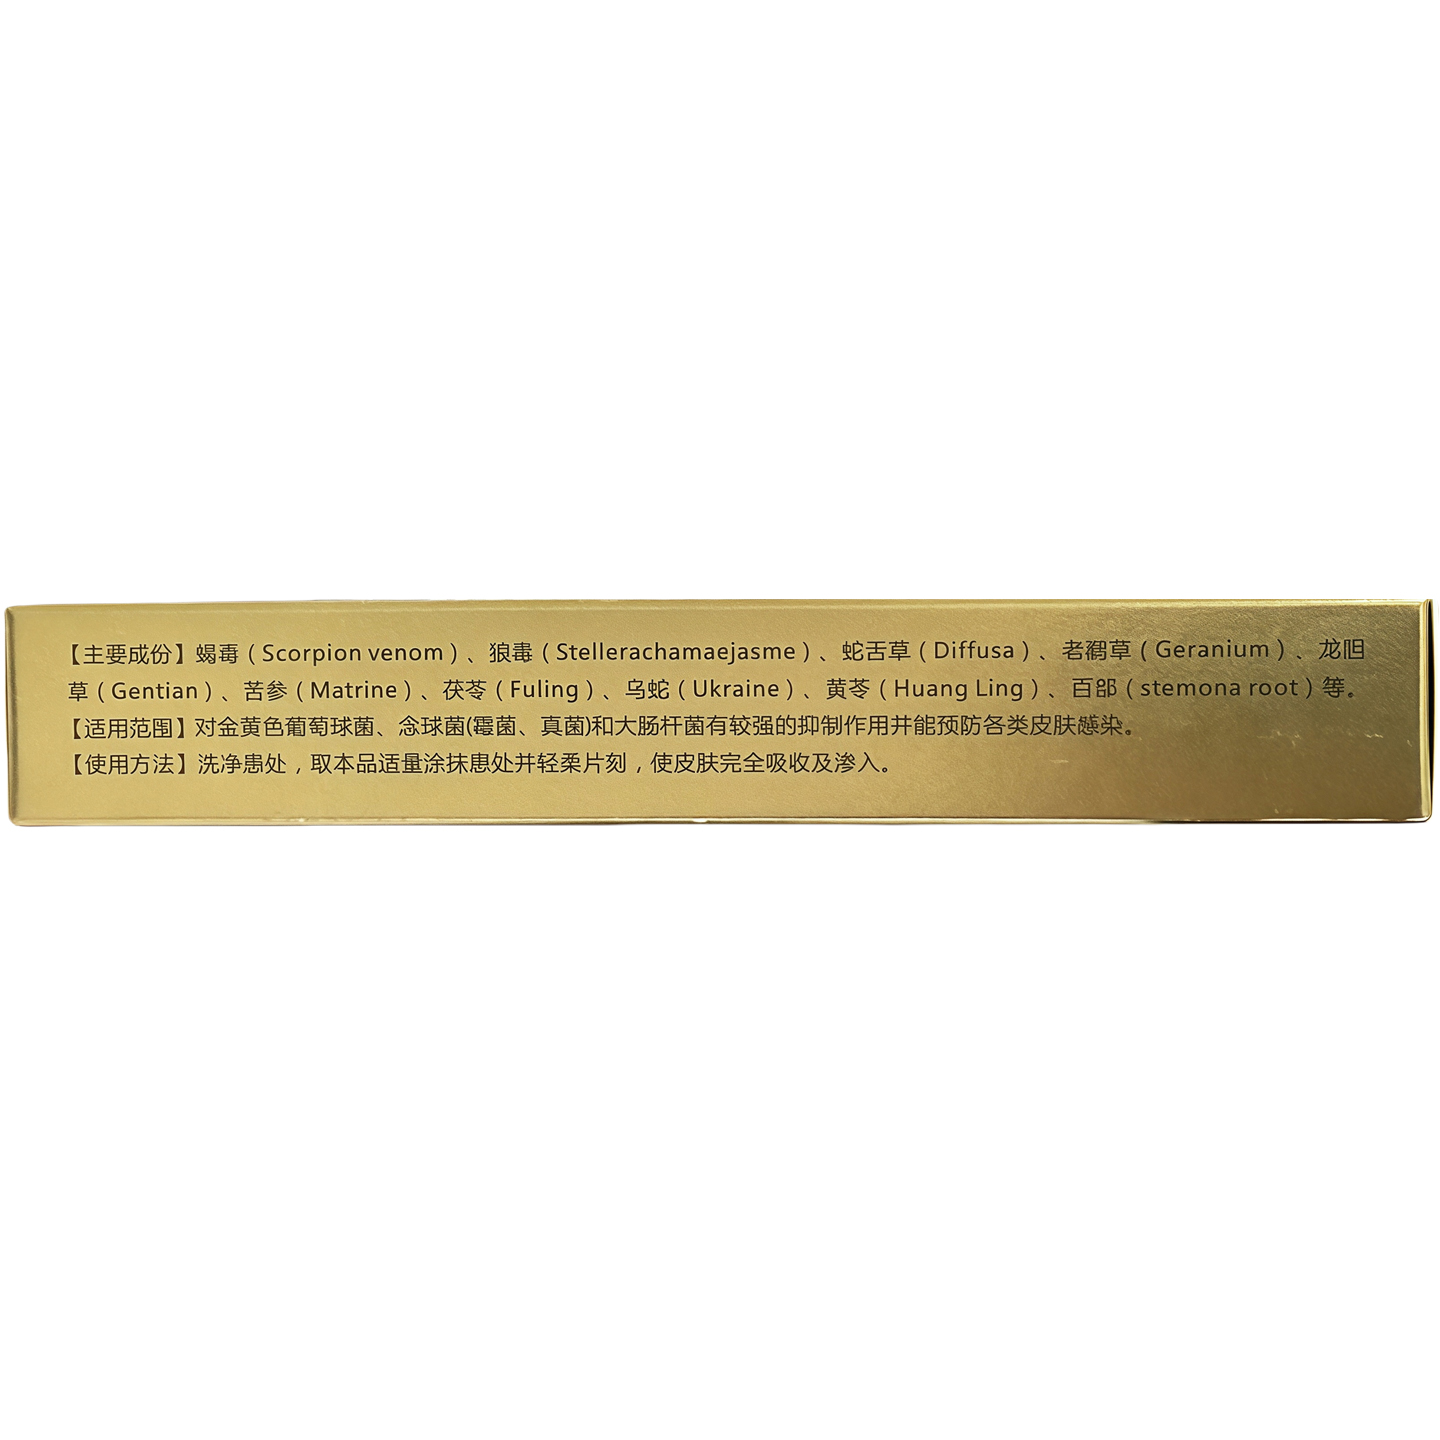 【主要成份】蝎毒（Scorpion venom）、狼毒（Stellerachamaejasme）、蛇舌草（Diffusa）、老鹳草（Geranium）、龙胆
草（Gentian）、苦参（Matrine）、茯苓（Fuling）、乌蛇（Ukraine）、黄苓（Huang Ling）、百部（stemona root）等。
【适用范围】对金黄色葡萄球菌、念球菌(霉菌、真菌)和大肠杆菌有较强的抑制作用并能预防各类皮肤感染。
【使用方法】洗净患处，取本品适量涂抹患处并轻柔片刻，使皮肤完全吸收及渗入。